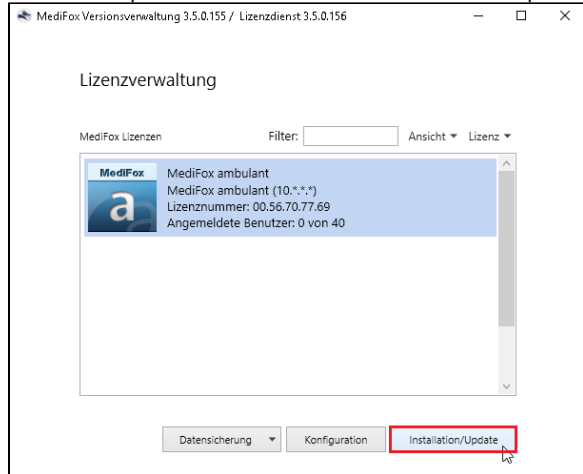 MediFox Versionsverwaltung 3.5.0.155 / Lizenzdienst 3.5.0.156
Lizenzverwaltung
MediFox Lizenzen Filter: Ansicht Lizenz
MediFox
a
MediFox ambulant
MediFox ambulant (10.*.*.*)
Lizenznummer: 00.56.70.77.69
Angemeldete Benutzer: 0 von 40
Datensicherung Konfiguration Installation/Update